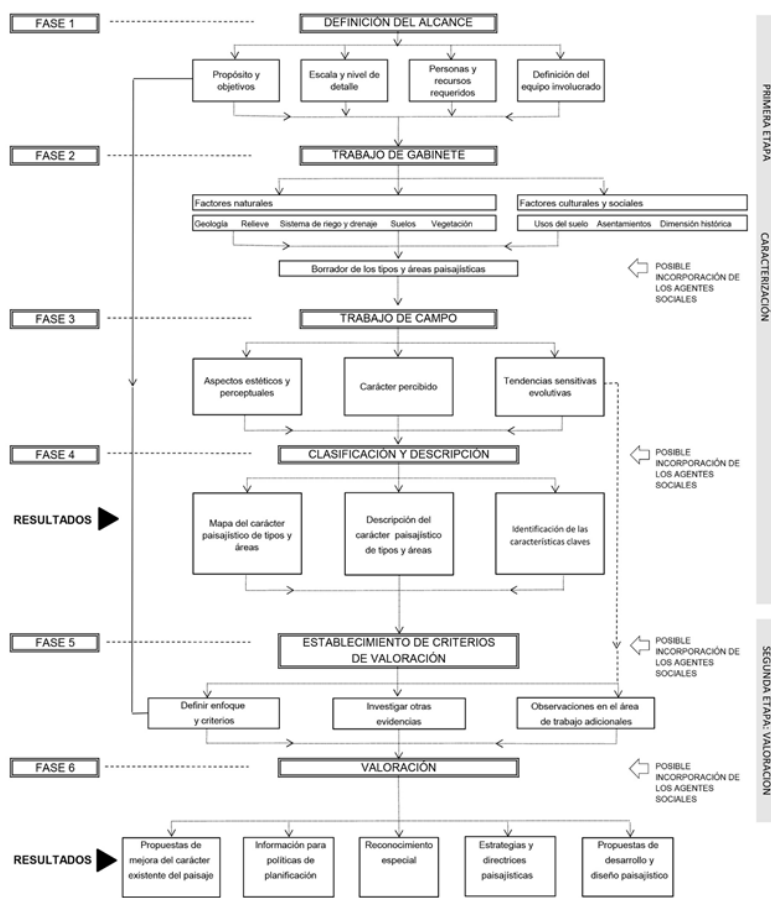 FASE 1
DEFINICIÓN DEL ALCANCE
Propósito y
objetivos
Escala y nivel de
detalle
Personas y
recursos
requeridos
Definición del
equipo involucrado
FASE 2
TRABAJO DE GABINETE
Factores naturales
Factores culturales y sociales
Geología Relieve Sistema de riego y drenaje Suelos Vegetación
Usos del suelo Asentamientos Dimensión histórica
Borrador de los tipos y áreas paisajísticas
POSIBLE
INCORPORACIÓN DE
LOS AGENTES
SOCIALES
FASE 3
TRABAJO DE CAMPO
Aspectos estéticos y
perceptuales
Carácter percibido
Tendencias sensitivas
evolutivas
FASE 4
CLASIFICACIÓN Y DESCRIPCIÓN
POSIBLE
INCORPORACIÓN DE
LOS AGENTES
SOCIALES
RESULTADOS
Mapa del carácter
paisajístico de tipos y
áreas
Descripción del
carácter paisajístico
de tipos y áreas
Identificación de las
características claves
FASE 5
ESTABLECIMIENTO DE CRITERIOS
DE VALORACIÓN
POSIBLE
INCORPORACIÓN DE
LOS AGENTES
SOCIALES
Definir enfoque
y criterios
Investigar otras
evidencias
Observaciones en el área
de trabajo adicionales
FASE 6
VALORACIÓN
POSIBLE
INCORPORACIÓN DE
LOS AGENTES
SOCIALES
RESULTADOS
Propuestas de
mejora del carácter
existente del paisaje
Información para
políticas de
planificación
Reconocimiento
especial
Estrategias y
directrices
paisajísticas
Propuestas de
desarrollo y
diseño paisajístico
PRIMERA ETAPA
CARACTERIZACIÓN
SEGUNDA ETAPA: VALORACION